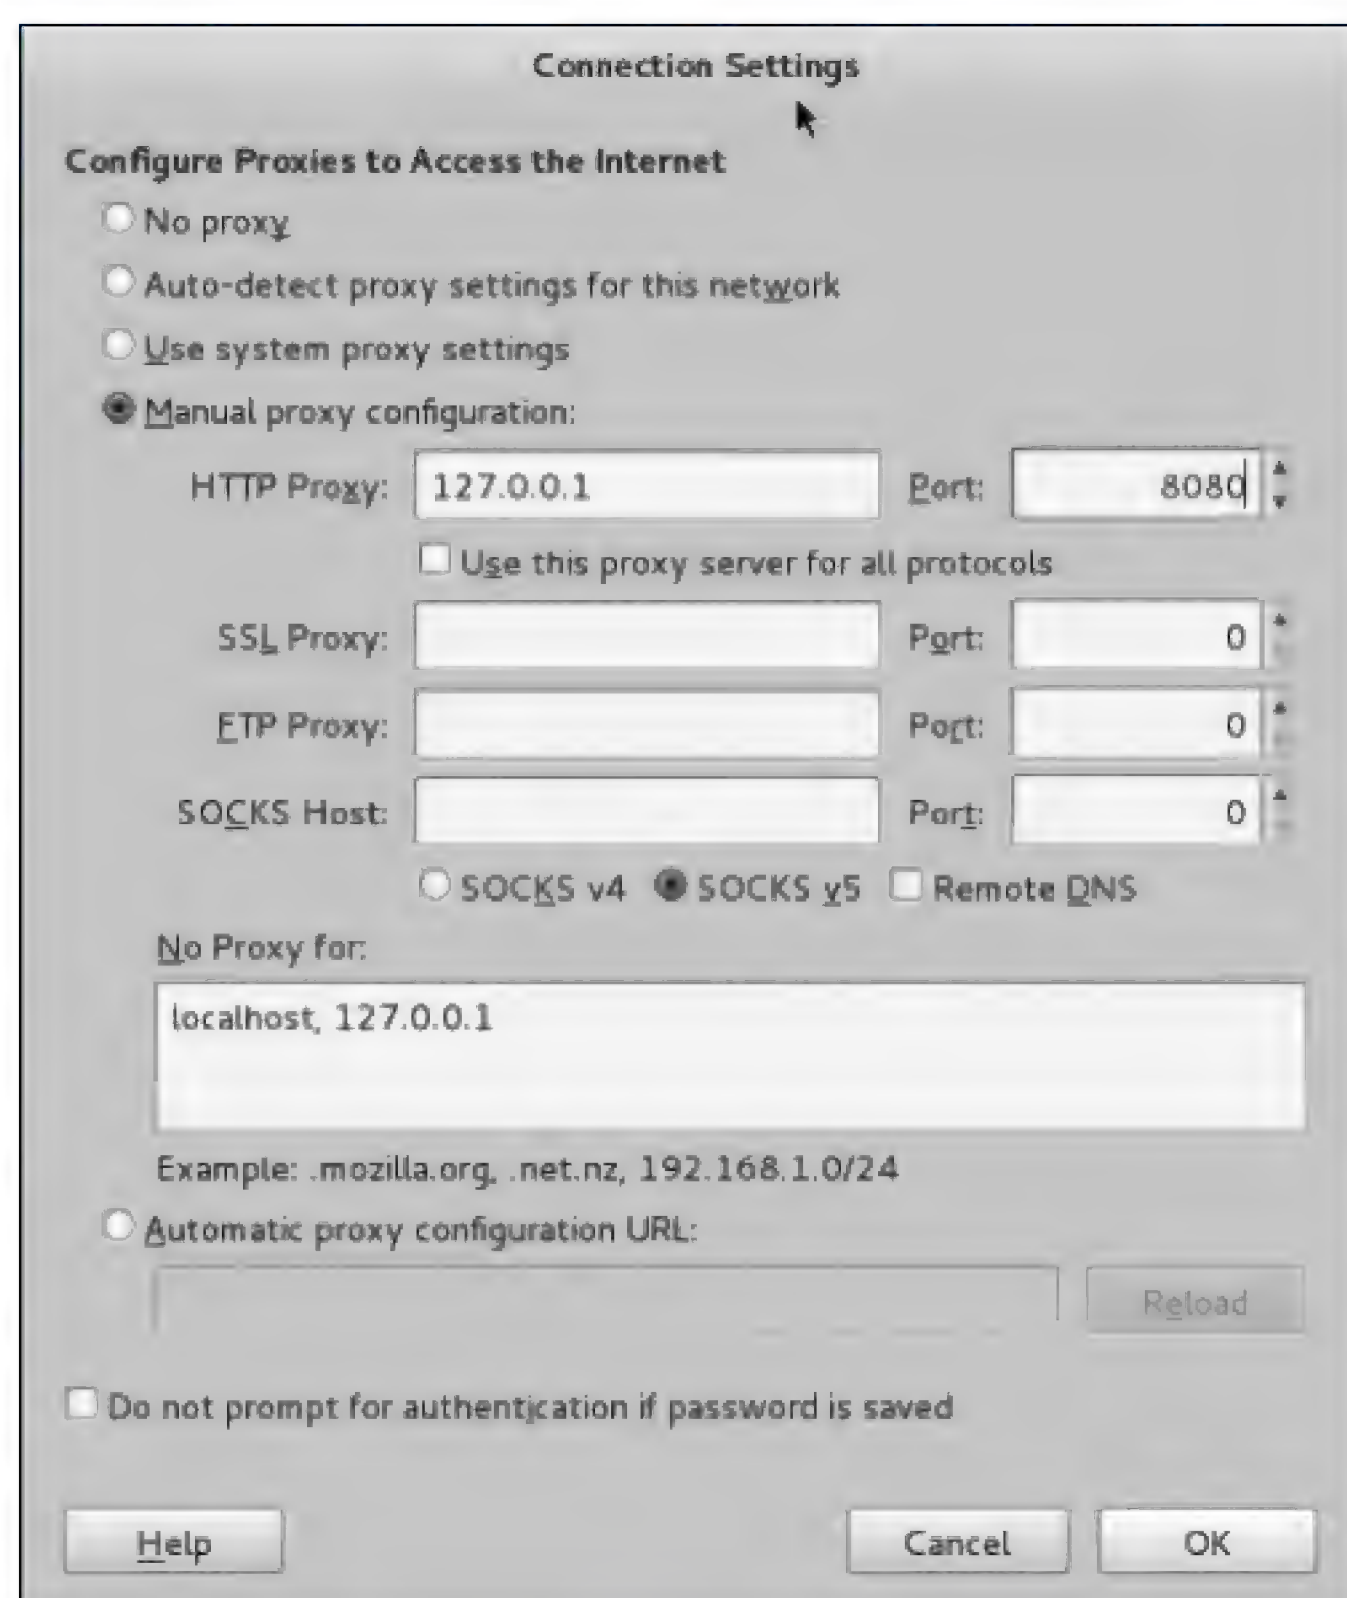 Connection Settings
Configure Proxies to Access the Internet
No proxy
Auto-detect proxy settings for this network
Use system proxy settings
Manual proxy configuration:
HTTP Proxy: 127.0.0.1 Port: 8080
Use this proxy server for all protocols
SSL Proxy: Port: 0
FTP Proxy: Port: 0
SOCKS Host: Port: 0
SOCKS v4 SOCKS v5 Remote DNS
No Proxy for:
localhost, 127.0.0.1
Example: .mozilla.org, .net.nz, 192.168.1.0/24
Automatic proxy configuration URL:
Reload
Do not prompt for authentication if password is saved
Help Cancel OK